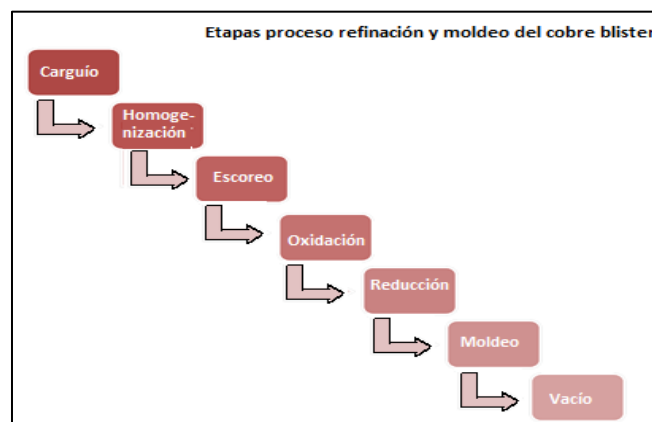 Etapas proceso refinación y moldeo del cobre blister
Carguío
Homoge-
nización
Escoreo
Oxidación
Reducción
Moldeo
Vacío